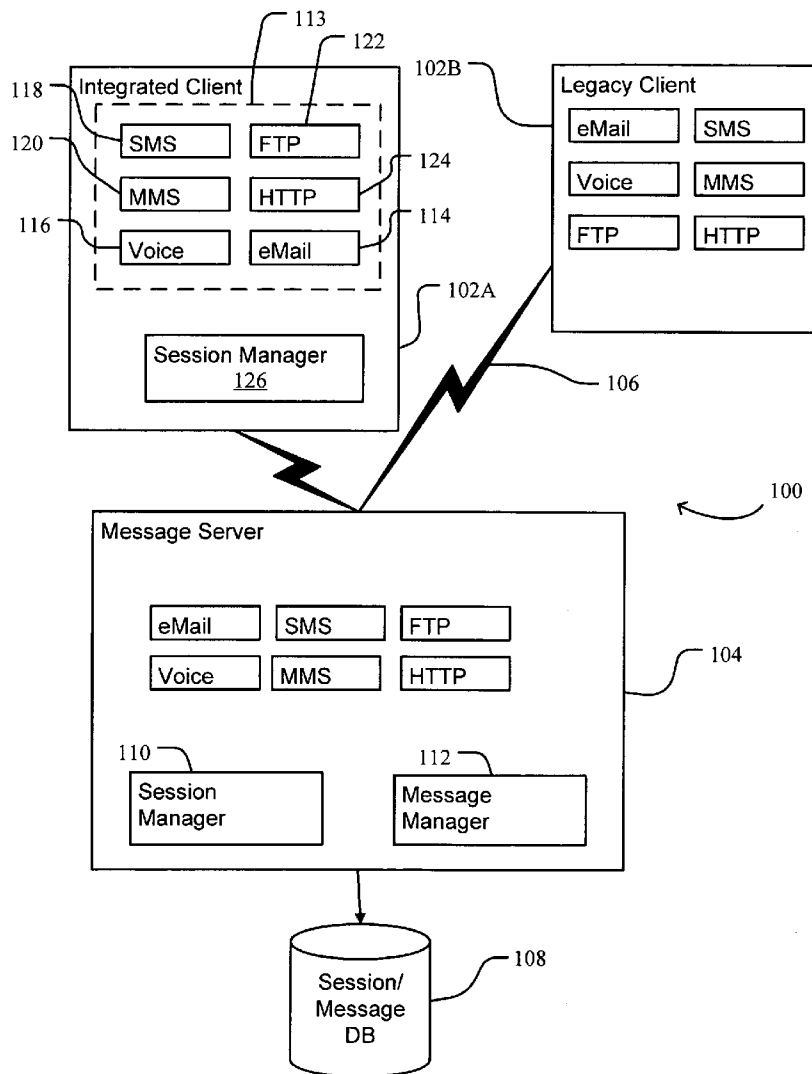 113
122
Integrated Client
118
SMS
FTP
120
MMS
HTTP
124
116
Voice
eMail
114
102A
Session Manager
126
102B
Legacy Client
eMail
SMS
Voice
MMS
FTP
HTTP
106
100
Message Server
eMail
SMS
FTP
Voice
MMS
HTTP
104
110
Session
Manager
112
Message
Manager
Session/
Message
DB
108